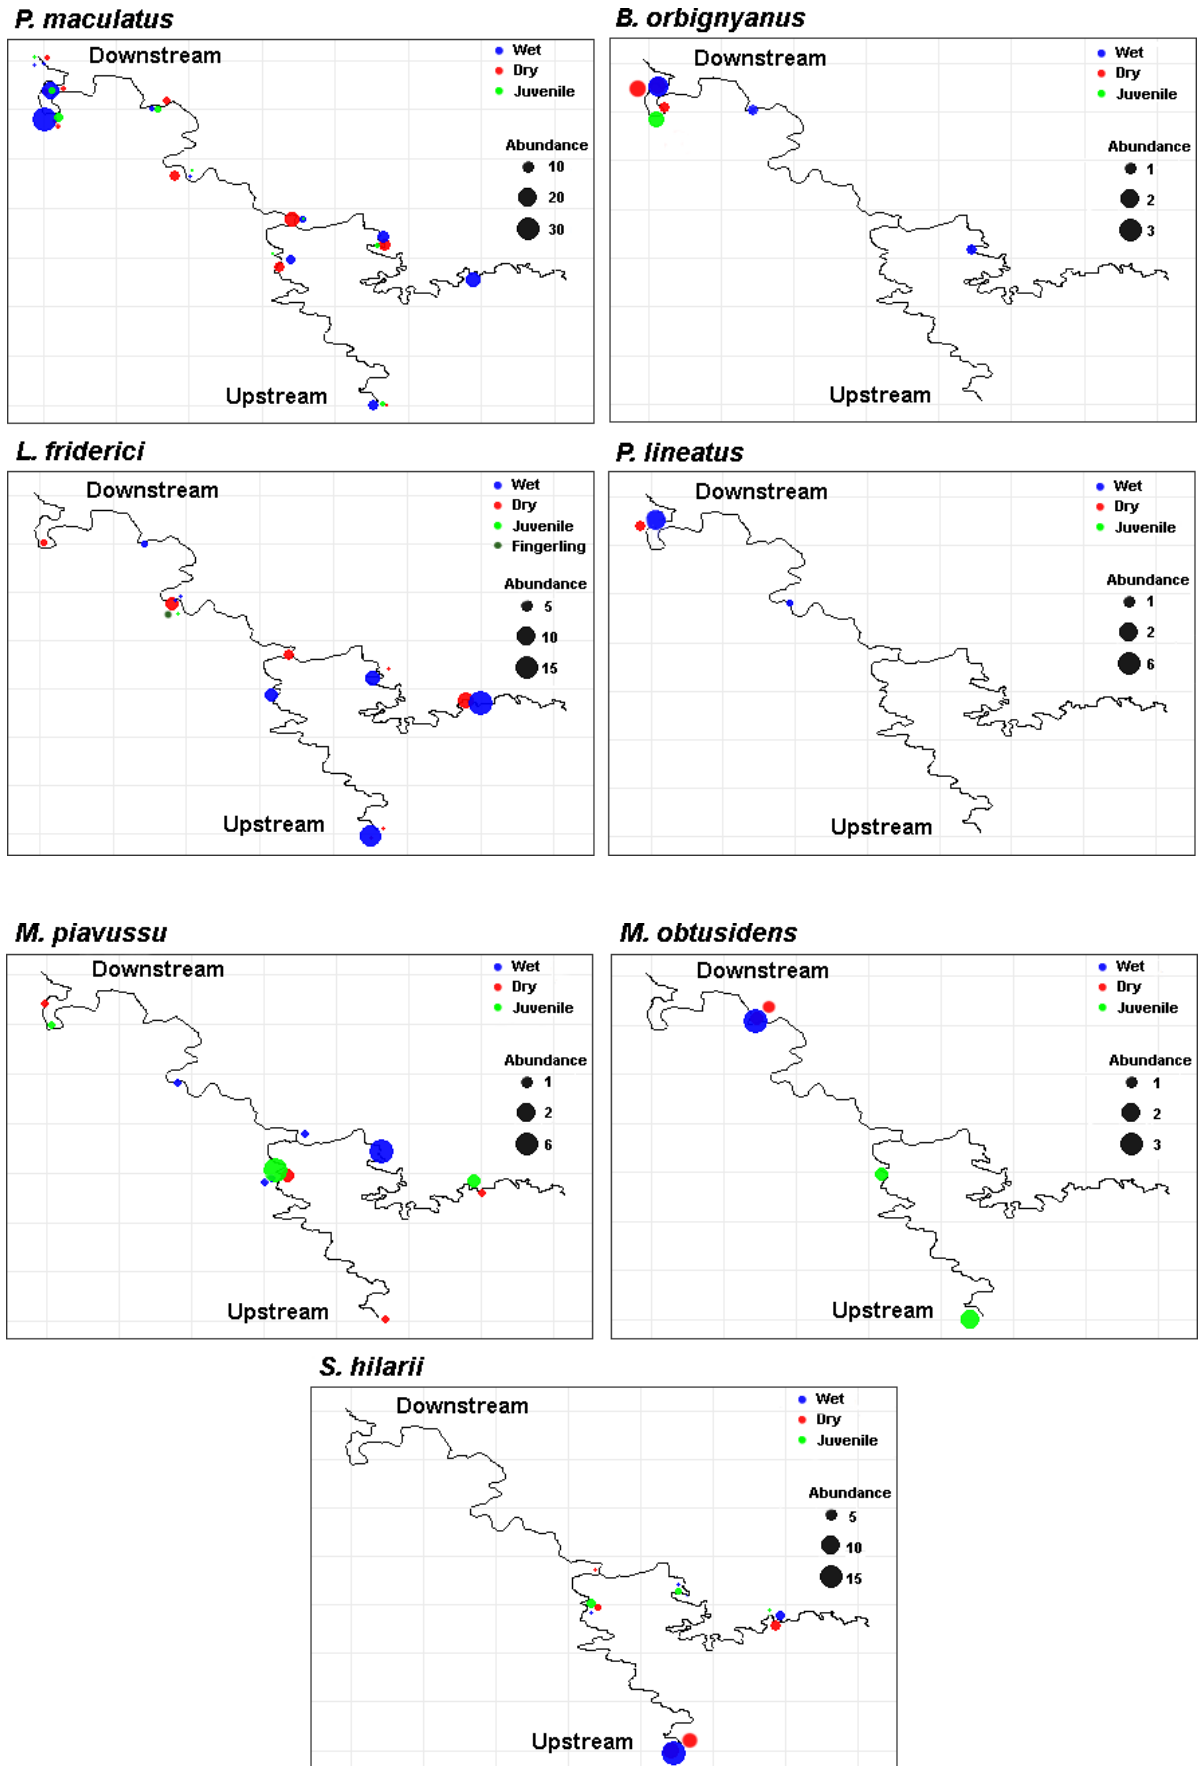 P. maculatus
Downstream
Wet
Dry
Juvenile
Abundance
10
20
30
Upstream
B. orbignyanus
Downstream
Wet
Dry
Juvenile
Abundance
1
2
3
Upstream
L. friderici
Downstream
Wet
Dry
Juvenile
Fingerling
Abundance
5
10
15
Upstream
P. lineatus
Downstream
Wet
Dry
Juvenile
Abundance
1
2
6
Upstream
M. piavussu
Downstream
Wet
Dry
Juvenile
Abundance
1
2
6
Upstream
M. obtusidens
Downstream
Wet
Dry
Juvenile
Abundance
1
2
3
Upstream
S. hilarii
Downstream
Wet
Dry
Juvenile
Abundance
5
10
15
Upstream